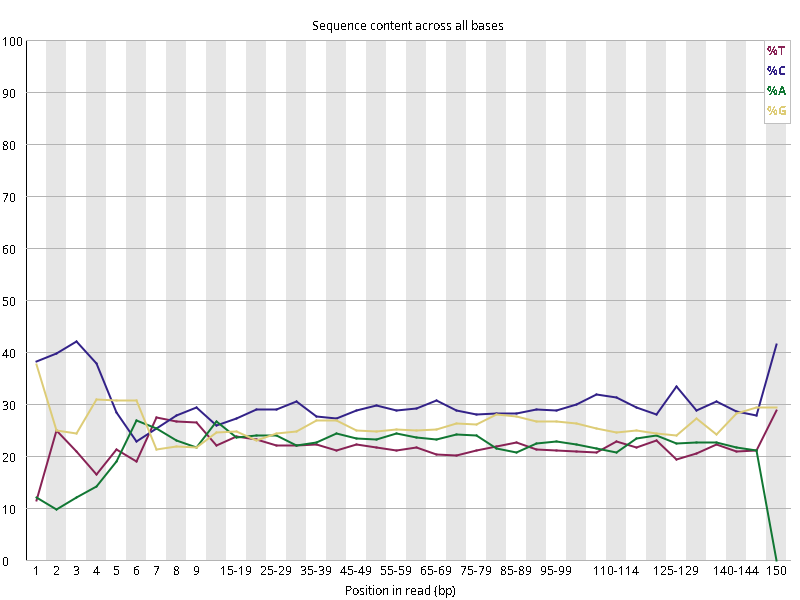 Sequence content across all bases
%T
%C
%A
%G
100
90
80
70
60
50
40
30
20
10
0
1 2 3 4 5 6 7 8 9 15-19 25-29 35-39 45-49 55-59 65-69 75-79 85-89 95-99 110-114 125-129 140-144 150
Position in read (bp)